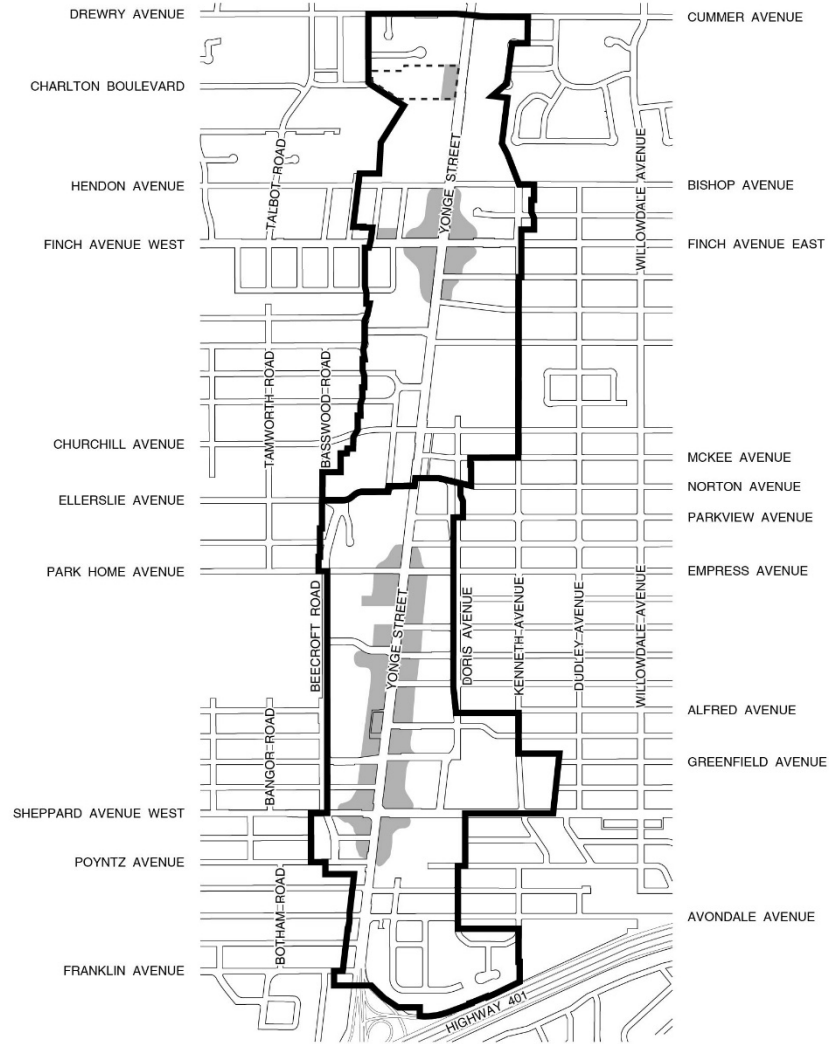 DREWRY AVENUE
CUMMER AVENUE
CHARLTON BOULEVARD
TALBOT ROAD
YONGE STREET
WILLOWDALE AVENUE
HENDON AVENUE
BISHOP AVENUE
FINCH AVENUE WEST
FINCH AVENUE EAST
TAMWORTH ROAD
BASSWOOD ROAD
CHURCHILL AVENUE
MCKEE AVENUE
ELLERSLIE AVENUE
NORTON AVENUE
PARKVIEW AVENUE
PARK HOME AVENUE
EMPRESS AVENUE
BEECROFT ROAD
YONGE STREET
DORIS AVENUE
KENNETH AVENUE
DUDLEY AVENUE
WILLOWDALE AVENUE
ALFRED AVENUE
BANGOR ROAD
GREENFIELD AVENUE
SHEPPARD AVENUE WEST
POYNTZ AVENUE
BOTHAM ROAD
AVONDALE AVENUE
FRANKLIN AVENUE
HIGHWAY 401